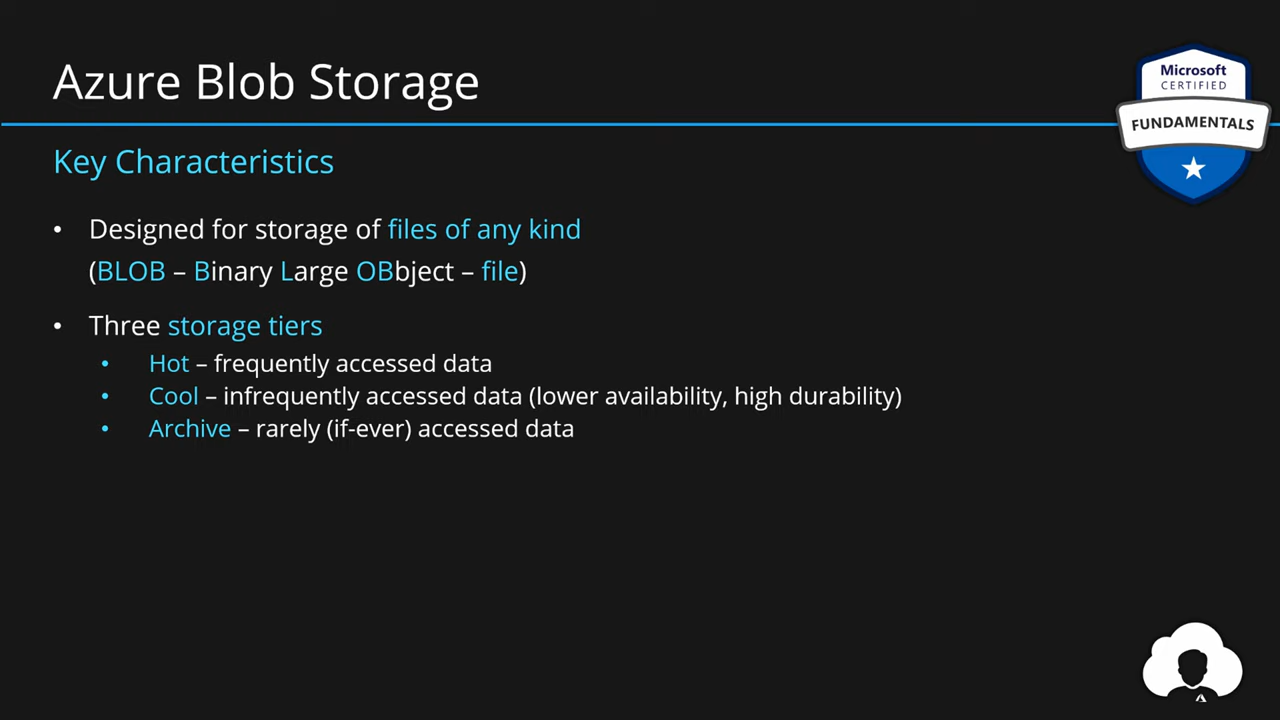 Azure Blob Storage
Microsoft
CERTIFIED
FUNDAMENTALS
Key Characteristics
• Designed for storage of files of any kind
(BLOB – Binary Large OBbject – file)
• Three storage tiers
• Hot – frequently accessed data
• Cool – infrequently accessed data (lower availability, high durability)
• Archive – rarely (if-ever) accessed data